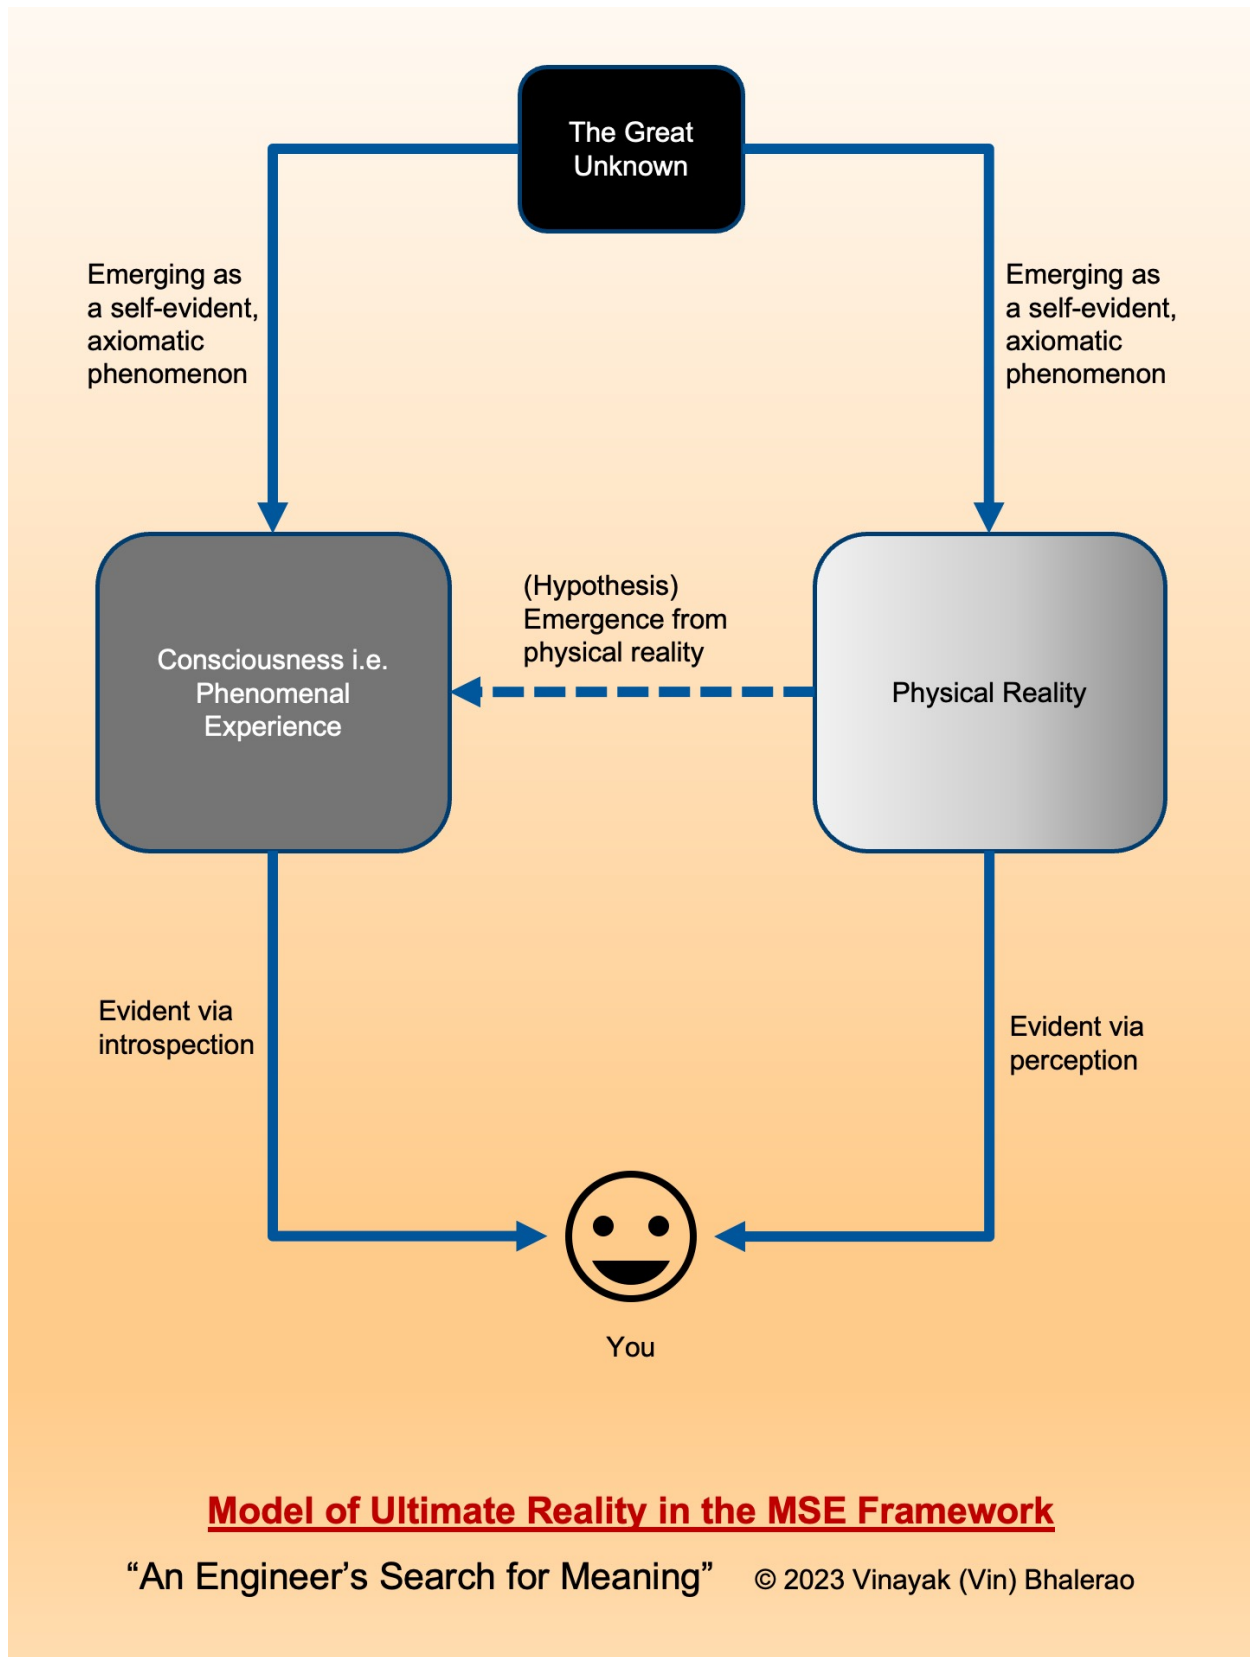 The Great
Unknown
Emerging as
a self-evident,
axiomatic
phenomenon
Emerging as
a self-evident,
axiomatic
phenomenon
(Hypothesis)
Emergence from
physical reality
Consciousness i.e.
Phenomenal
Experience
Physical Reality
Evident via
introspection
Evident via
perception
You
Model of Ultimate Reality in the MSE Framework
“An Engineer’s Search for Meaning” © 2023 Vinayak (Vin) Bhalerao